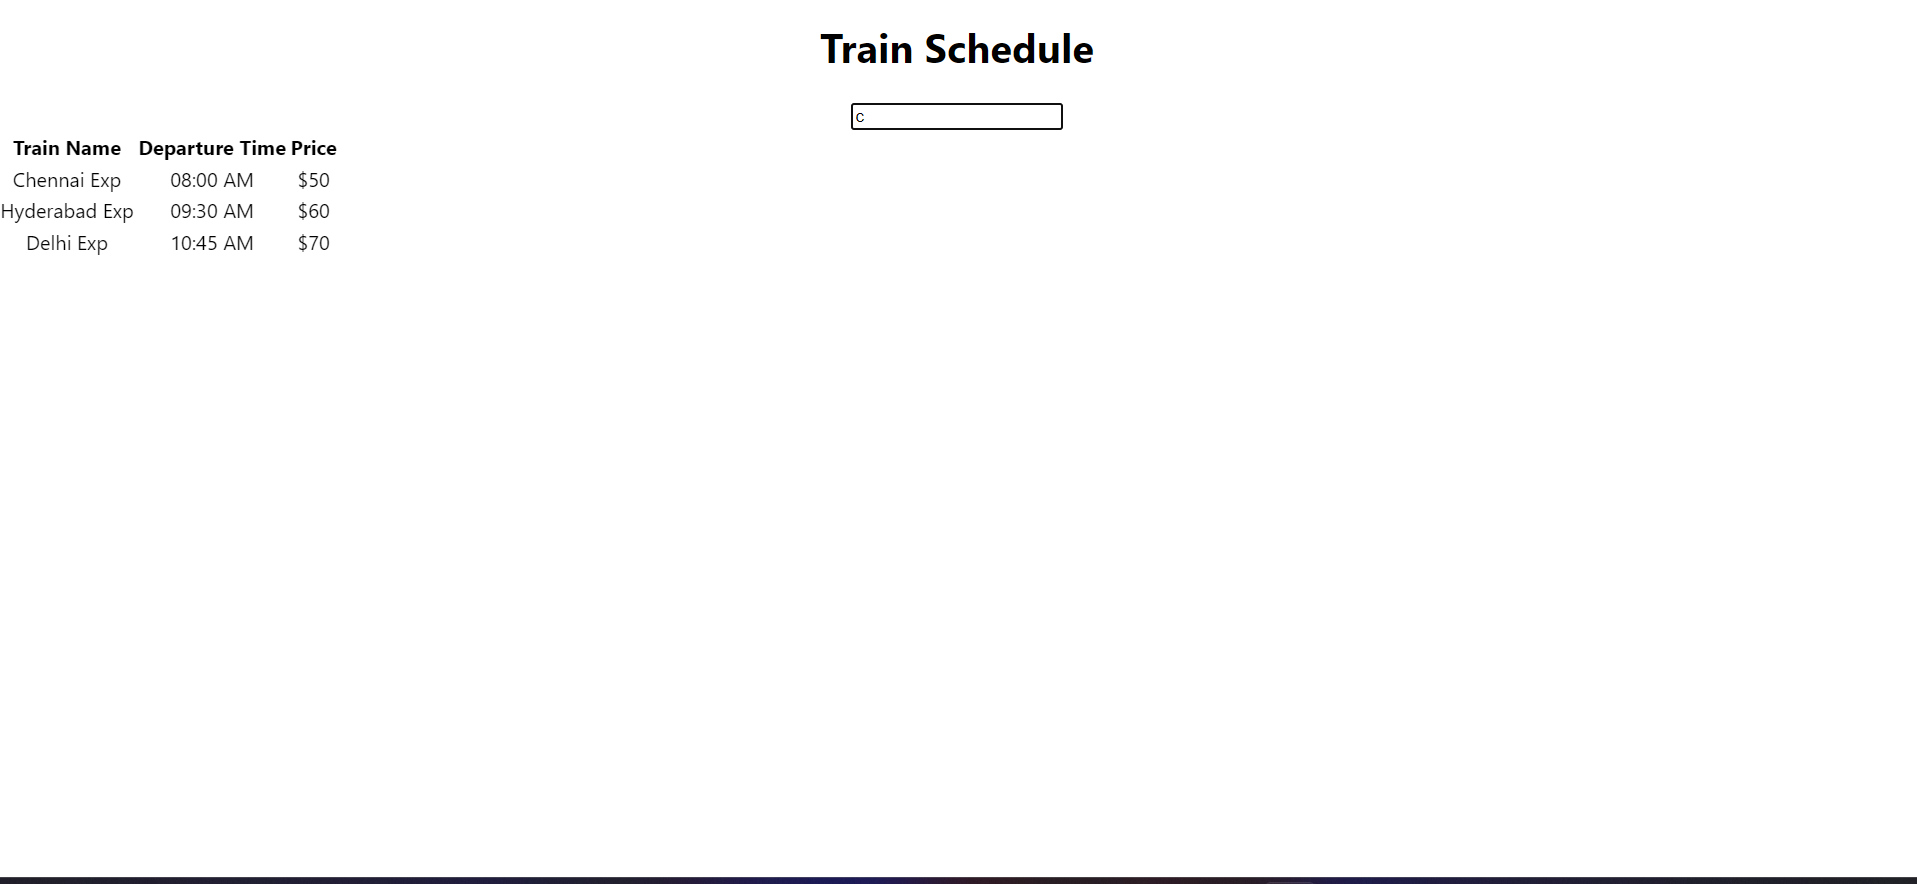 Train Schedule
c
Train Name Departure Time Price
Chennai Exp 08:00 AM $50
Hyderabad Exp 09:30 AM $60
Delhi Exp 10:45 AM $70